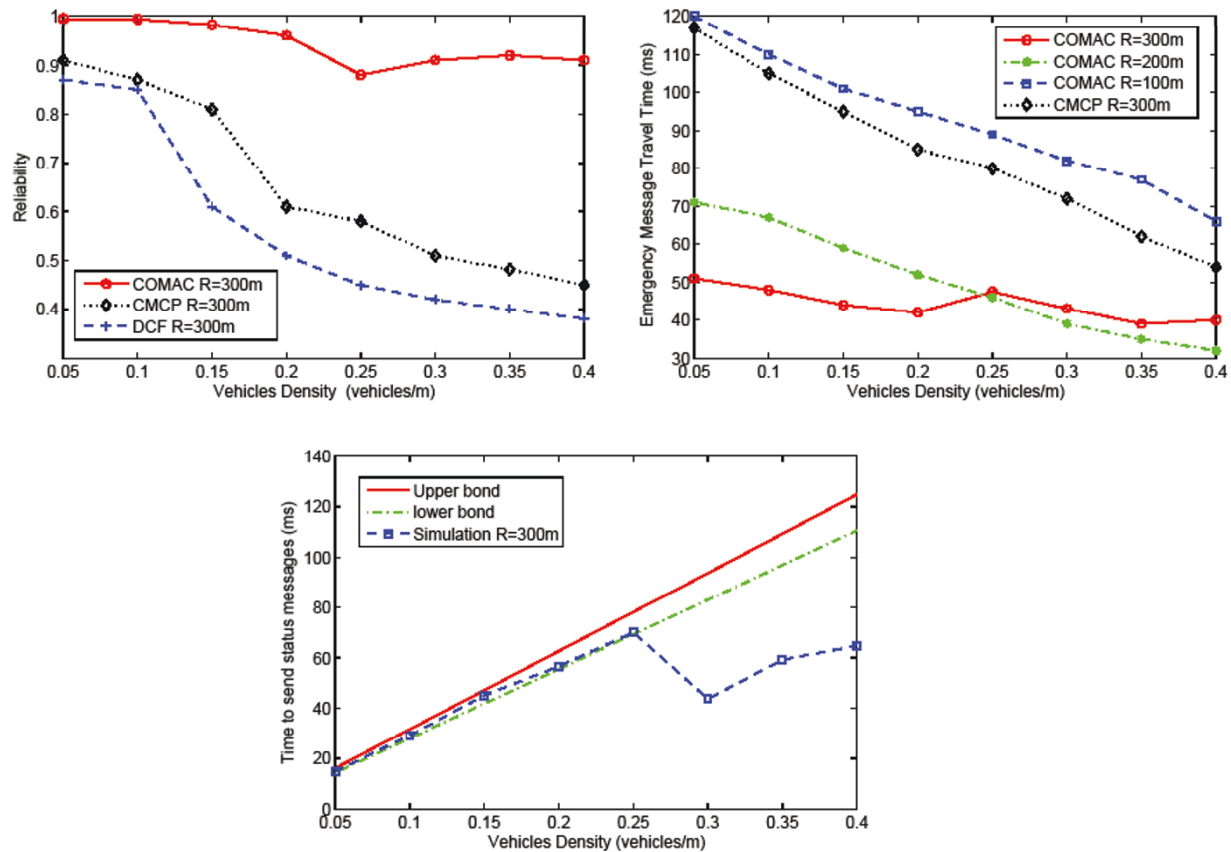 1
0.9
0.8
0.7
0.6
0.5
0.4
Reliability
COMAC R=300m
CMCP R=300m
DCF R=300m
0.05 0.1 0.15 0.2 0.25 0.3 0.35 0.4
Vehicles Density (vehicles/m)
120
110
100
90
80
70
60
50
40
30
Emergency Message Travel Time (ms)
COMAC R=300m
COMAC R=200m
COMAC R=100m
CMCP R=300m
0.05 0.1 0.15 0.2 0.25 0.3 0.35 0.4
Vehicles Density (vehicles/m)
140
120
100
80
60
40
20
0
Time to send status messages (ms)
Upper bond
lower bond
Simulation R=300m
0.05 0.1 0.15 0.2 0.25 0.3 0.35 0.4
Vehicles Density (vehicles/m)